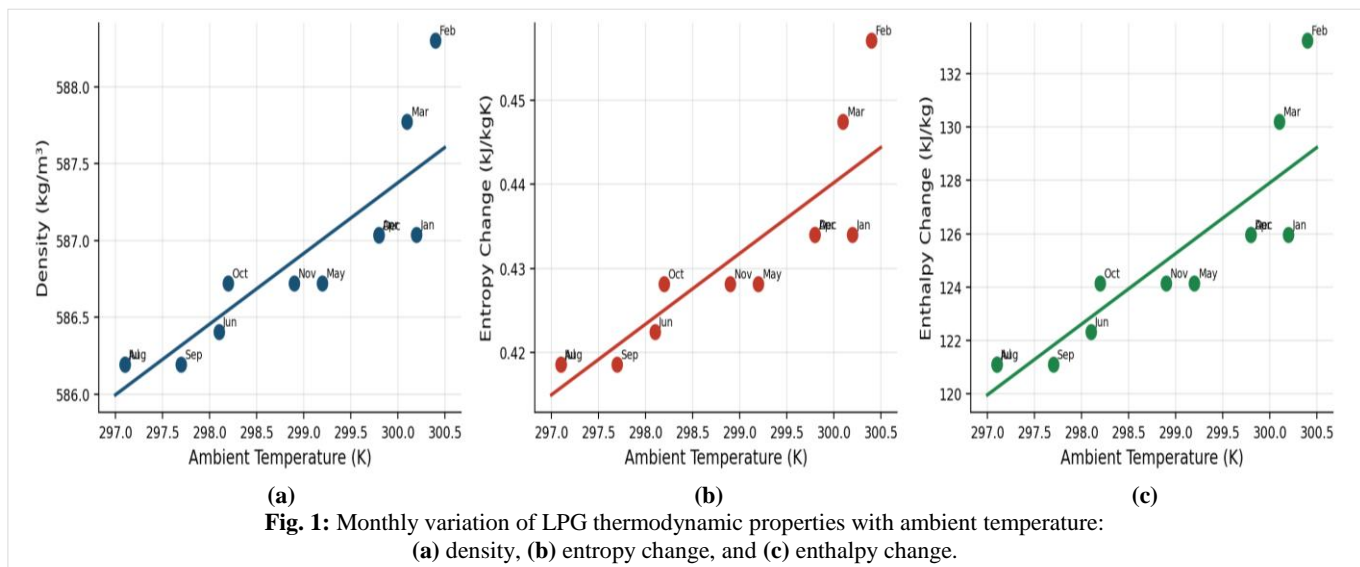 Density (kg/m³)
588.0
587.5
587.0
586.5
586.0
Feb
Mar
Jan
Oct
Nov
May
Jun
Aug
Sep
297.0 297.5 298.0 298.5 299.0 299.5 300.0 300.5
Ambient Temperature (K)
(a)
Entropy Change (kJ/kgK)
0.45
0.44
0.43
0.42
Feb
Mar
Jan
Oct
Nov
May
Jun
Aug
Sep
297.0 297.5 298.0 298.5 299.0 299.5 300.0 300.5
Ambient Temperature (K)
(b)
Enthalpy Change (kJ/kg)
132
130
128
126
124
122
120
Feb
Mar
Jan
Oct
Nov
May
Jun
Aug
Sep
297.0 297.5 298.0 298.5 299.0 299.5 300.0 300.5
Ambient Temperature (K)
(c)
Fig. 1: Monthly variation of LPG thermodynamic properties with ambient temperature:
(a) density, (b) entropy change, and (c) enthalpy change.